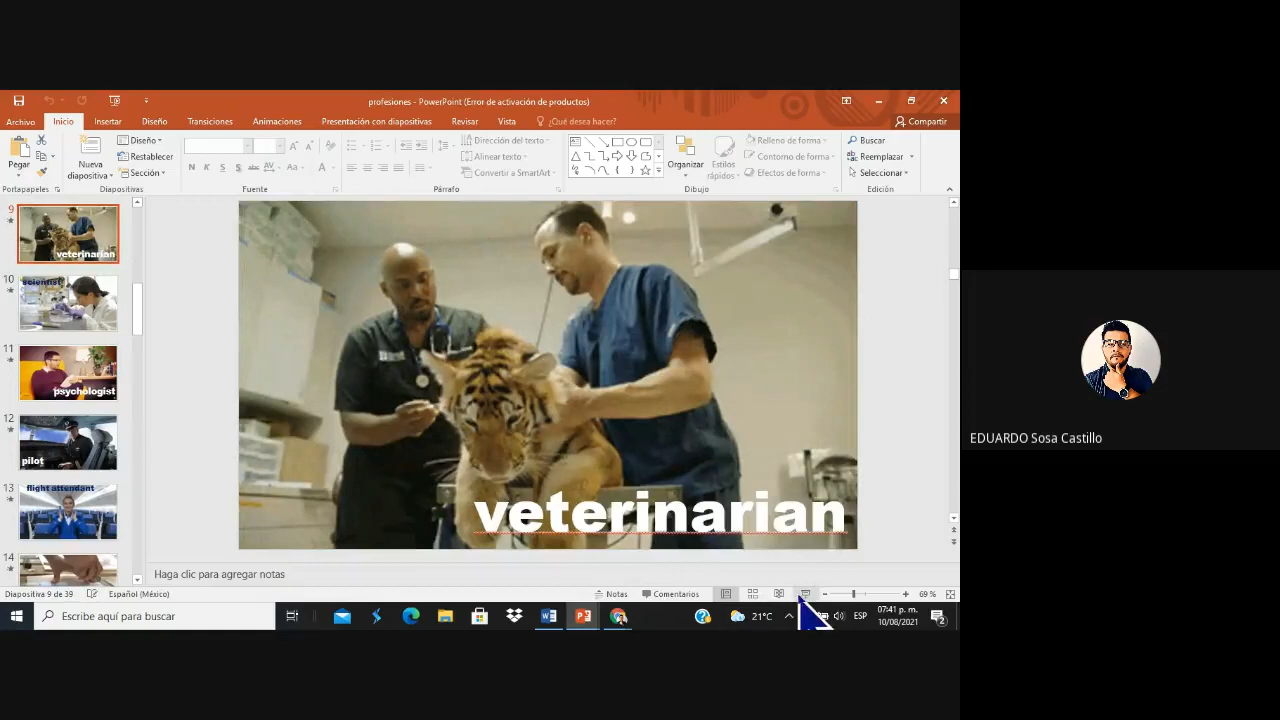 profesiones - PowerPoint (Error de activación de productos)
Archivo Inicio Insertar Diseño Transiciones Animaciones Presentación con diapositivas Revisar Vista ¿Qué desea hacer? Compartir
Pegar
Nueva diapositiva
Diseño
Restablecer
Sección
N K S S abc AV Aa A
Dirección del texto
Alinear texto
Convertir a SmartArt
Organizar
Estilos rápidos
Relleno de forma
Contorno de forma
Efectos de forma
Buscar
Reemplazar
Seleccionar
Portapapeles Diapositivas Fuente Párrafo Dibujo Edición
9
veterinarian
10
scientist
11
psychologist
12
pilot
13
flight attendant
14
veterinarian
EDUARDO Sosa Castillo
Haga clic para agregar notas
Diapositiva 9 de 39 Español (México) Notas Comentarios 69 %
Escribe aquí para buscar 21°C ESP 07:41 p. m.
10/08/2021
2